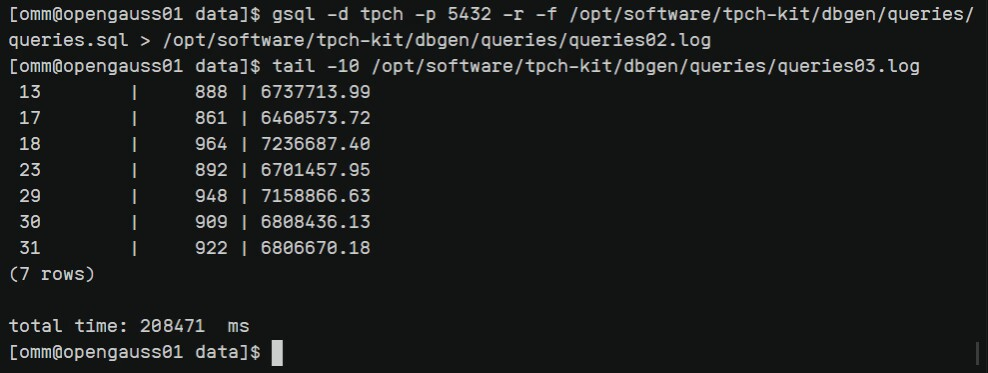 [omm@opengauss01 data]$ gsql -d tpch -p 5432 -r -f /opt/software/tpch-kit/dbgen/queries/
queries.sql > /opt/software/tpch-kit/dbgen/queries/queries02.log
[omm@opengauss01 data]$ tail -10 /opt/software/tpch-kit/dbgen/queries/queries03.log
 13        |     888 | 6737713.99
 17        |     861 | 6460573.72
 18        |     964 | 7236687.40
 23        |     892 | 6701457.95
 29        |     948 | 7158866.63
 30        |     909 | 6808436.13
 31        |     922 | 6806670.18
(7 rows)

total time: 208471  ms
[omm@opengauss01 data]$